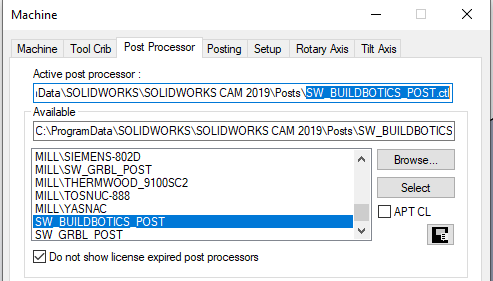 Machine
Machine Tool Crib Post Processor Posting Setup Rotary Axis Tilt Axis
Active post processor :
ıData\SOLIDWORKS\SOLIDWORKS CAM 2019\Posts\SW_BUILDBOTICS_POST.ctl
Available
C:\ProgramData\SOLIDWORKS\SOLIDWORKS CAM 2019\Posts\SW_BUILDBOTICS
MILL\SIEMENS-802D
MILL\SW_GRBL_POST
MILL\THERMWOOD_9100SC2
MILL\TOSNUC-888
MILL\YASNAC
SW_BUILDBOTICS_POST
SW_GRBL_POST
Browse...
Select
APT CL
Do not show license expired post processors